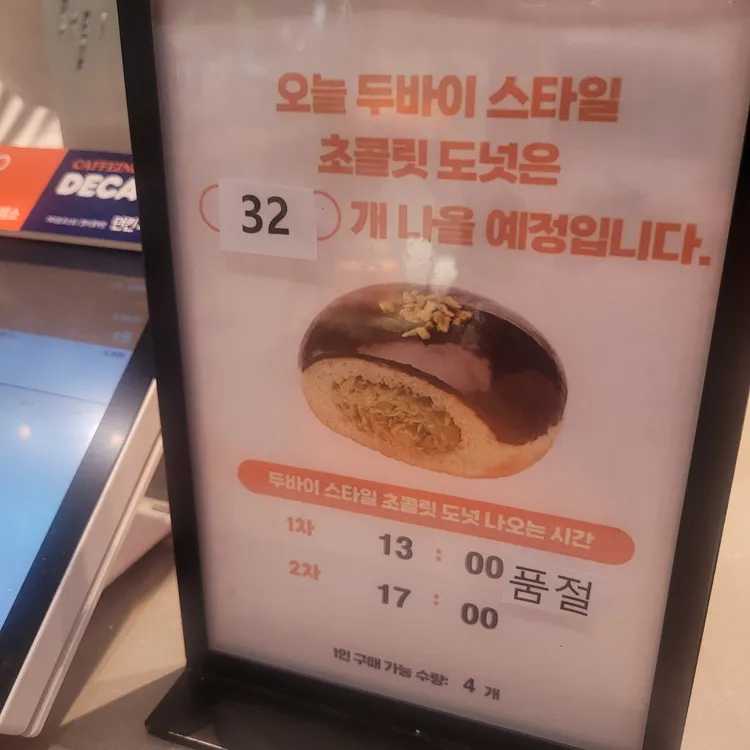 오늘 두바이 스타일
초콜릿 도넛은
32 개 나올 예정입니다.
두바이 스타일 초콜릿 도넛 나오는 시간
1차 13 : 00 품절
2차 17 : 00
1인 구매 가능 수량: 4 개
CAFFEIN
DECA